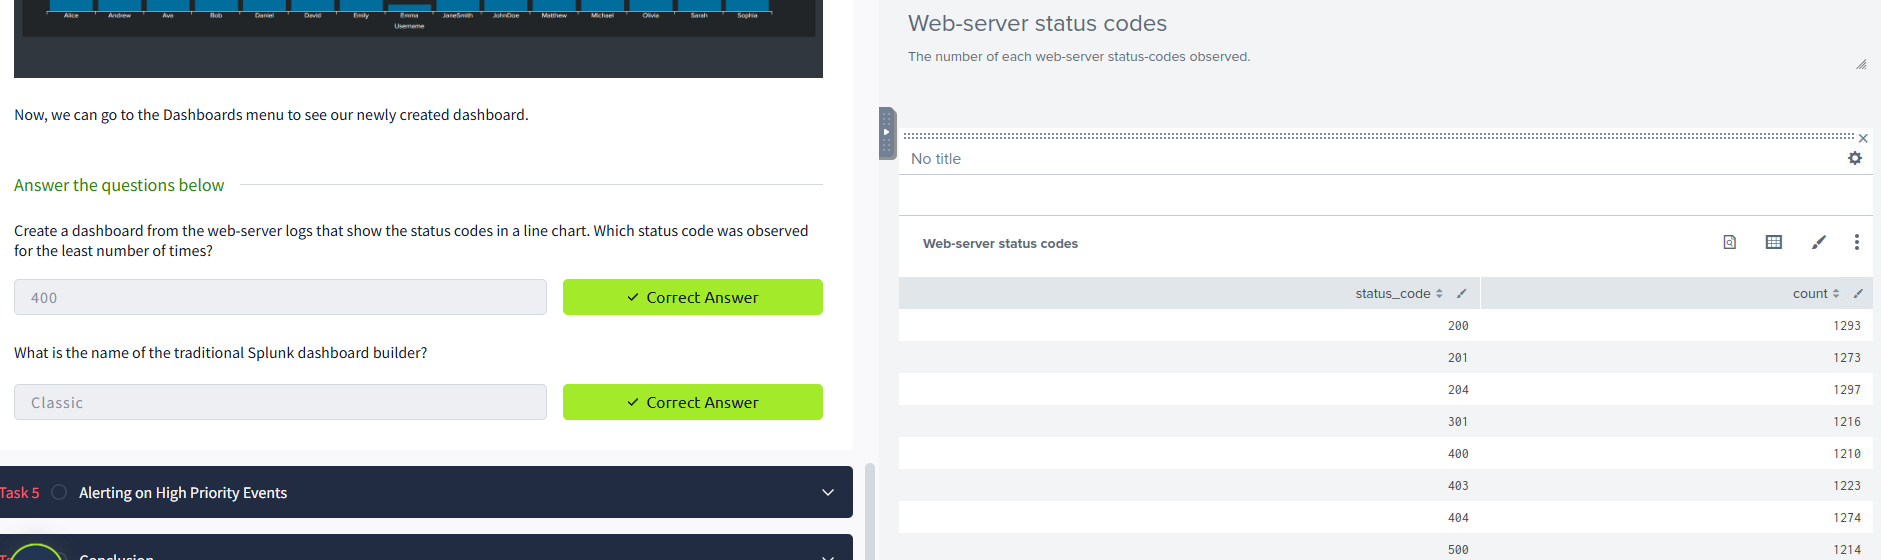 Alice Andrew Ava Bob Daniel David Emily Emma JaneSmith JohnDoe Matthew Michael Olivia Sarah Sophia
Username
Now, we can go to the Dashboards menu to see our newly created dashboard.
Answer the questions below
Create a dashboard from the web-server logs that show the status codes in a line chart. Which status code was observed
for the least number of times?
400
Correct Answer
What is the name of the traditional Splunk dashboard builder?
Classic
Correct Answer
Task 5 Alerting on High Priority Events
Conclusion
Web-server status codes
The number of each web-server status-codes observed.
No title
Web-server status codes
status_code count
200 1293
201 1273
204 1297
301 1216
400 1210
403 1223
404 1274
500 1214